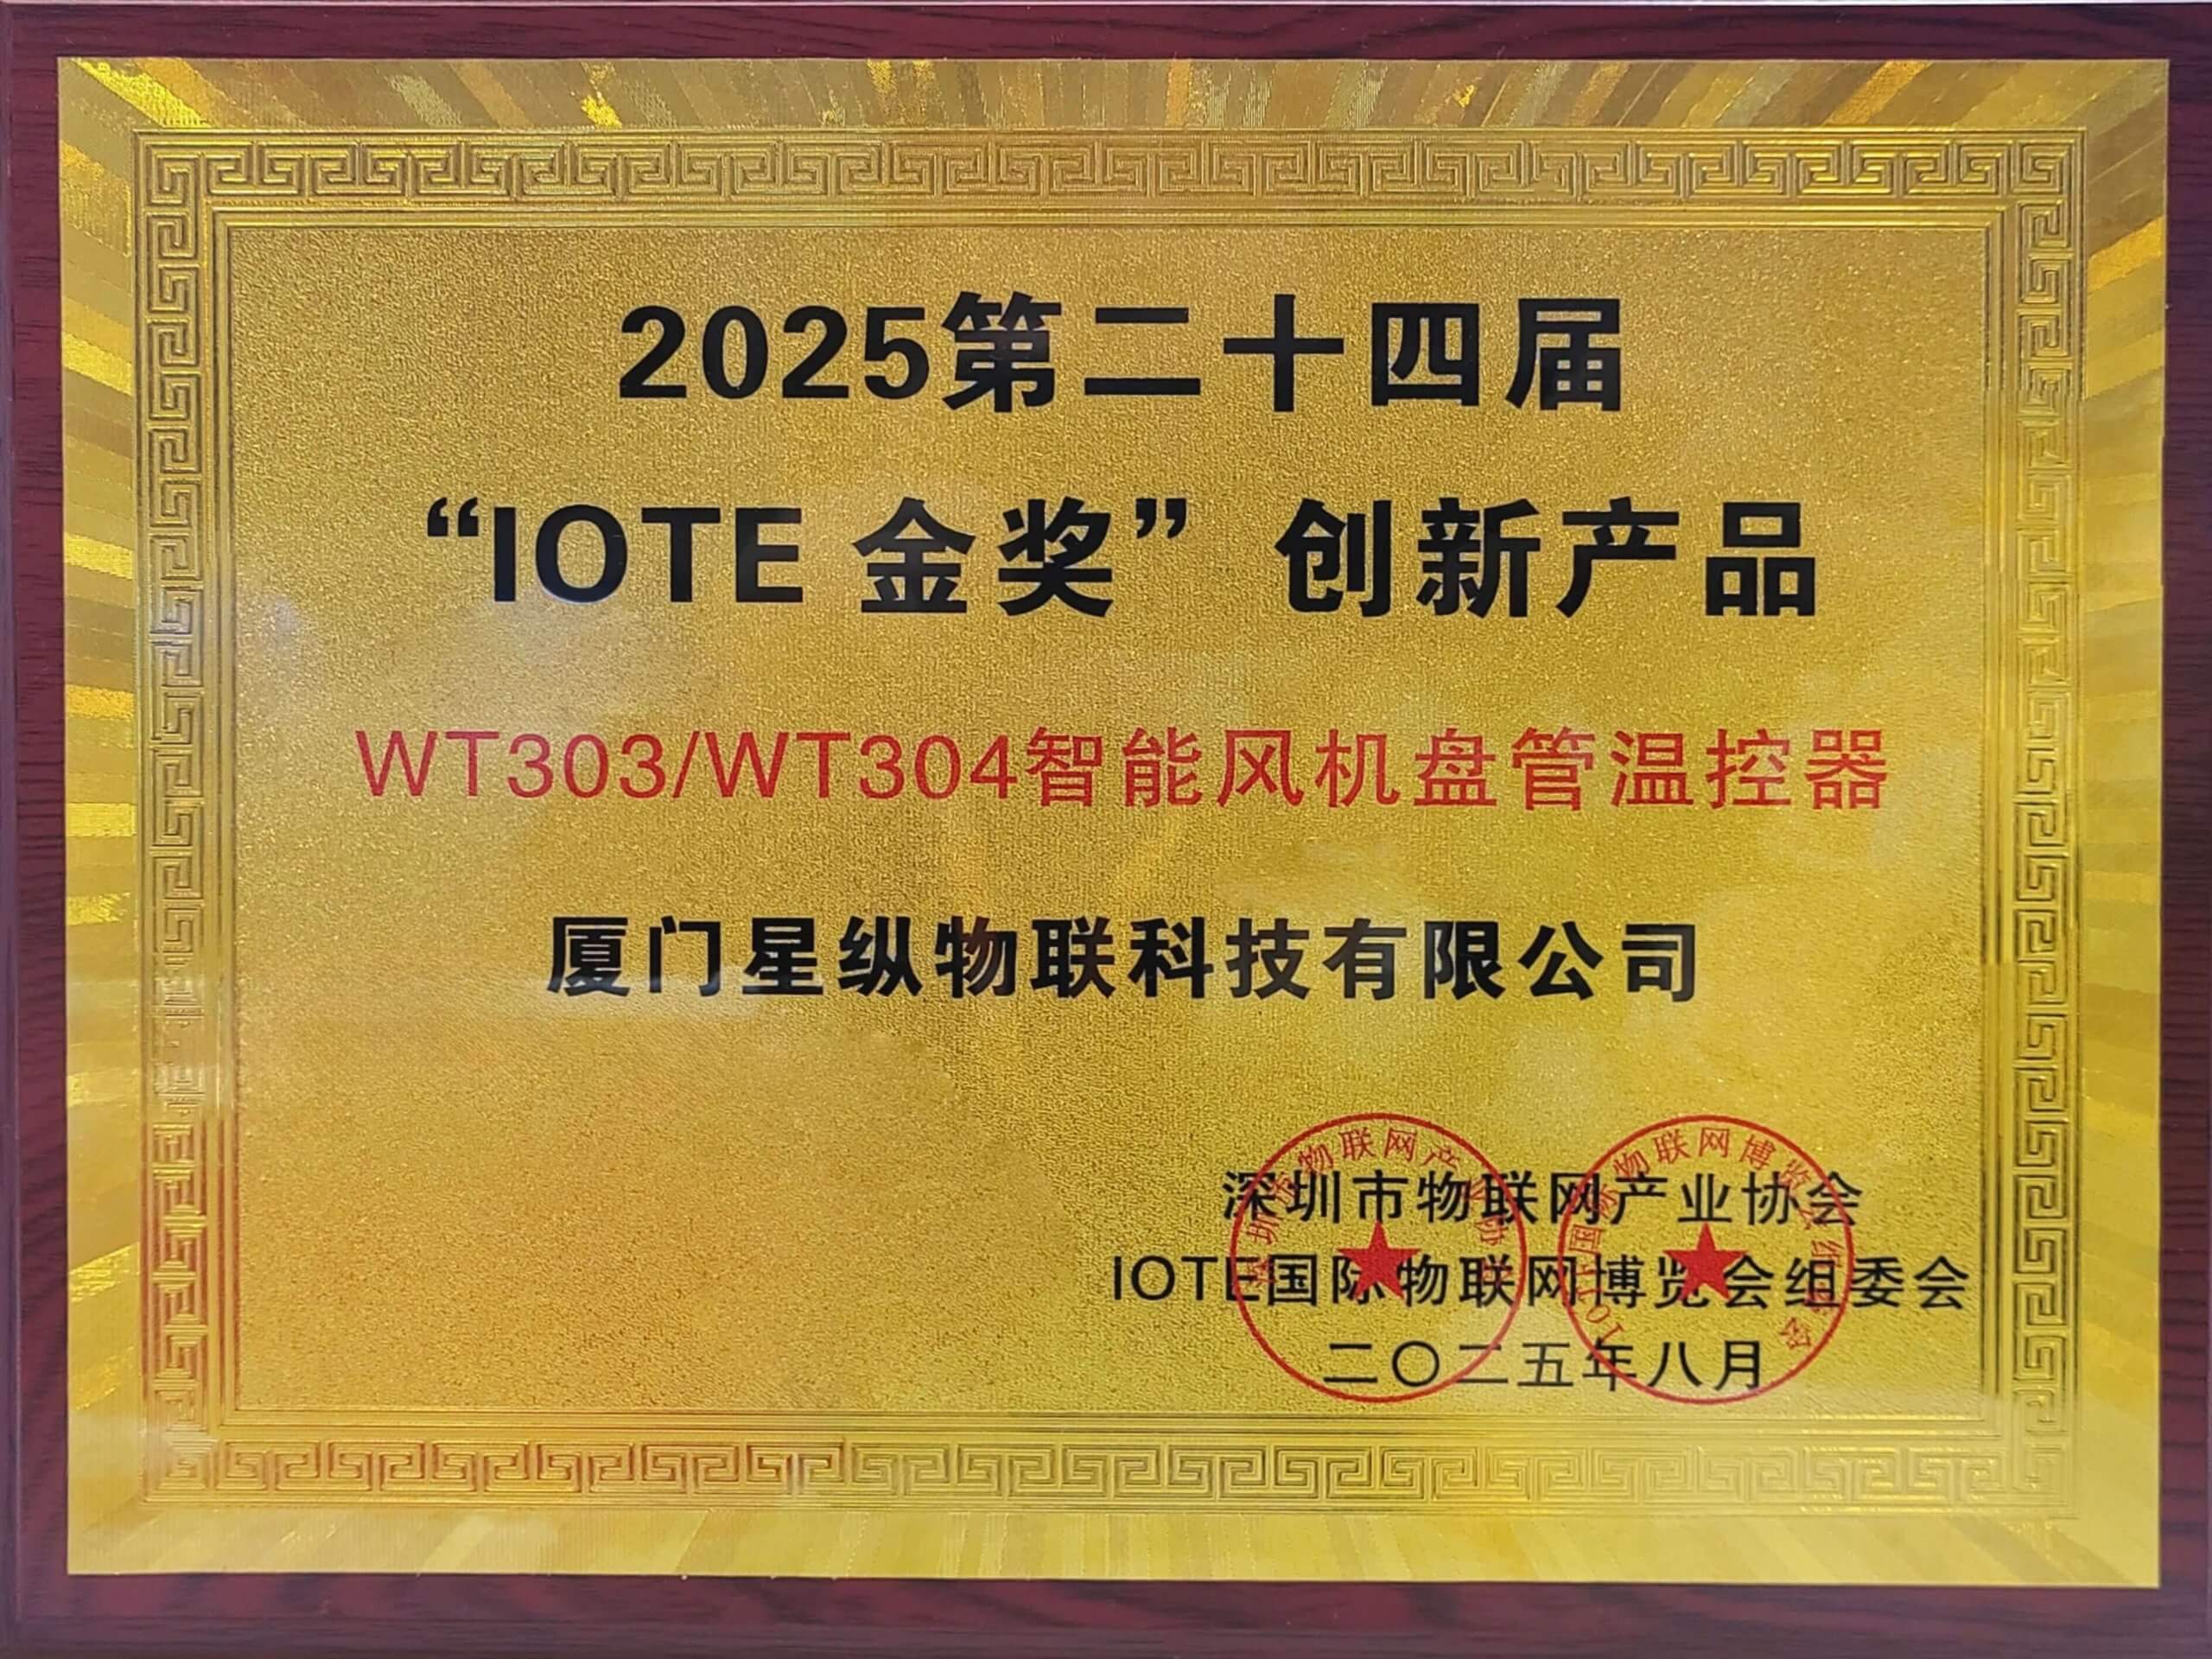 2025第二十四届
“IOTE 金奖” 创新产品
WT303/WT304智能风机盘管温控器
厦门星纵物联科技有限公司
深圳市物联网产业协会
IOTE国际物联网博览会组委会
二〇二五年八月